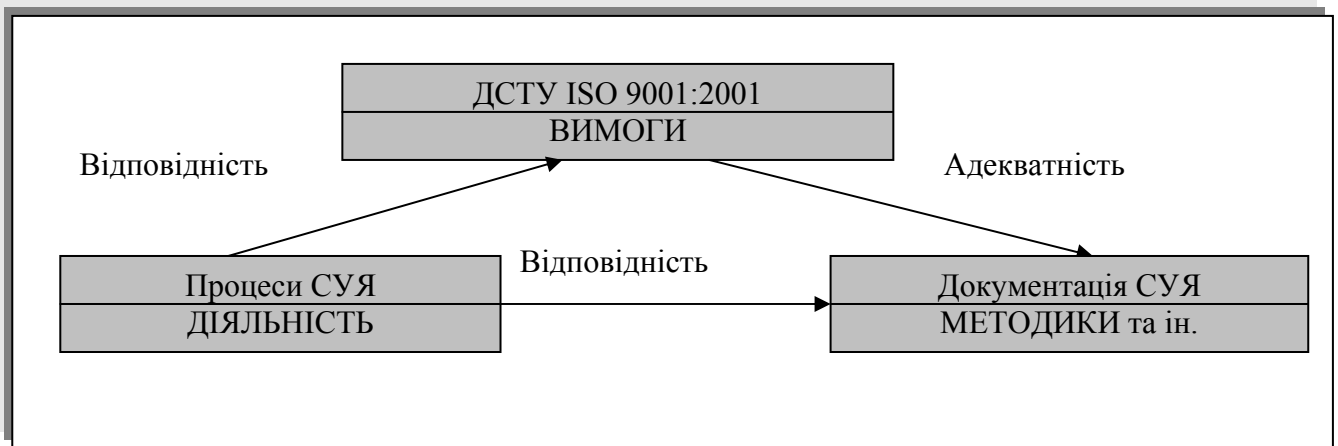 ДСТУ ISO 9001:2001
ВИМОГИ
Відповідність
Адекватність
Відповідність
Процеси СУЯ
ДІЯЛЬНІСТЬ
Документація СУЯ
МЕТОДИКИ та ін.